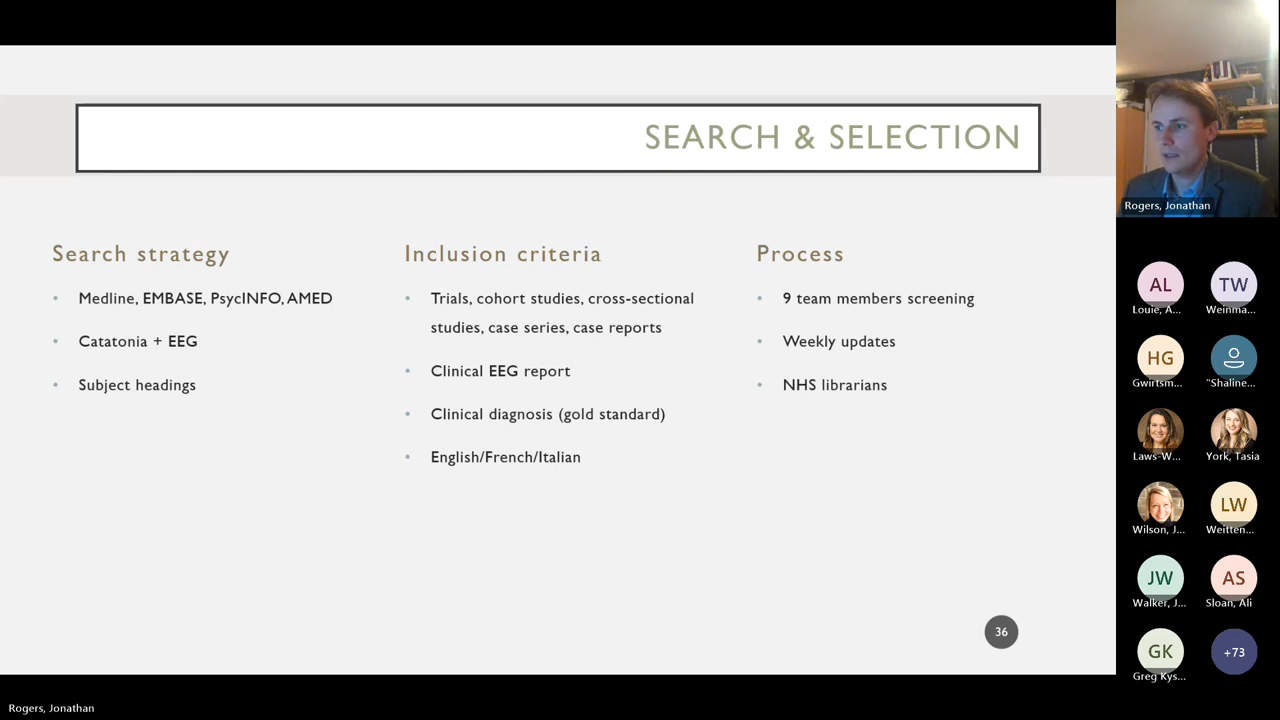 SEARCH & SELECTION
Search strategy
• Medline, EMBASE, PsycINFO, AMED
• Catatonia + EEG
• Subject headings
Inclusion criteria
• Trials, cohort studies, cross-sectional
studies, case series, case reports
• Clinical EEG report
• Clinical diagnosis (gold standard)
• English/French/Italian
Process
• 9 team members screening
• Weekly updates
• NHS librarians
36
Rogers, Jonathan
AL
Louie, A...
TW
Weinma...
HG
Gwirtsm...
"Shaline...
Laws-W...
York, Tasia
Wilson, J...
LW
Weitten...
JW
Walker, J...
AS
Sloan, Ali
GK
Greg Kys...
+73
Rogers, Jonathan